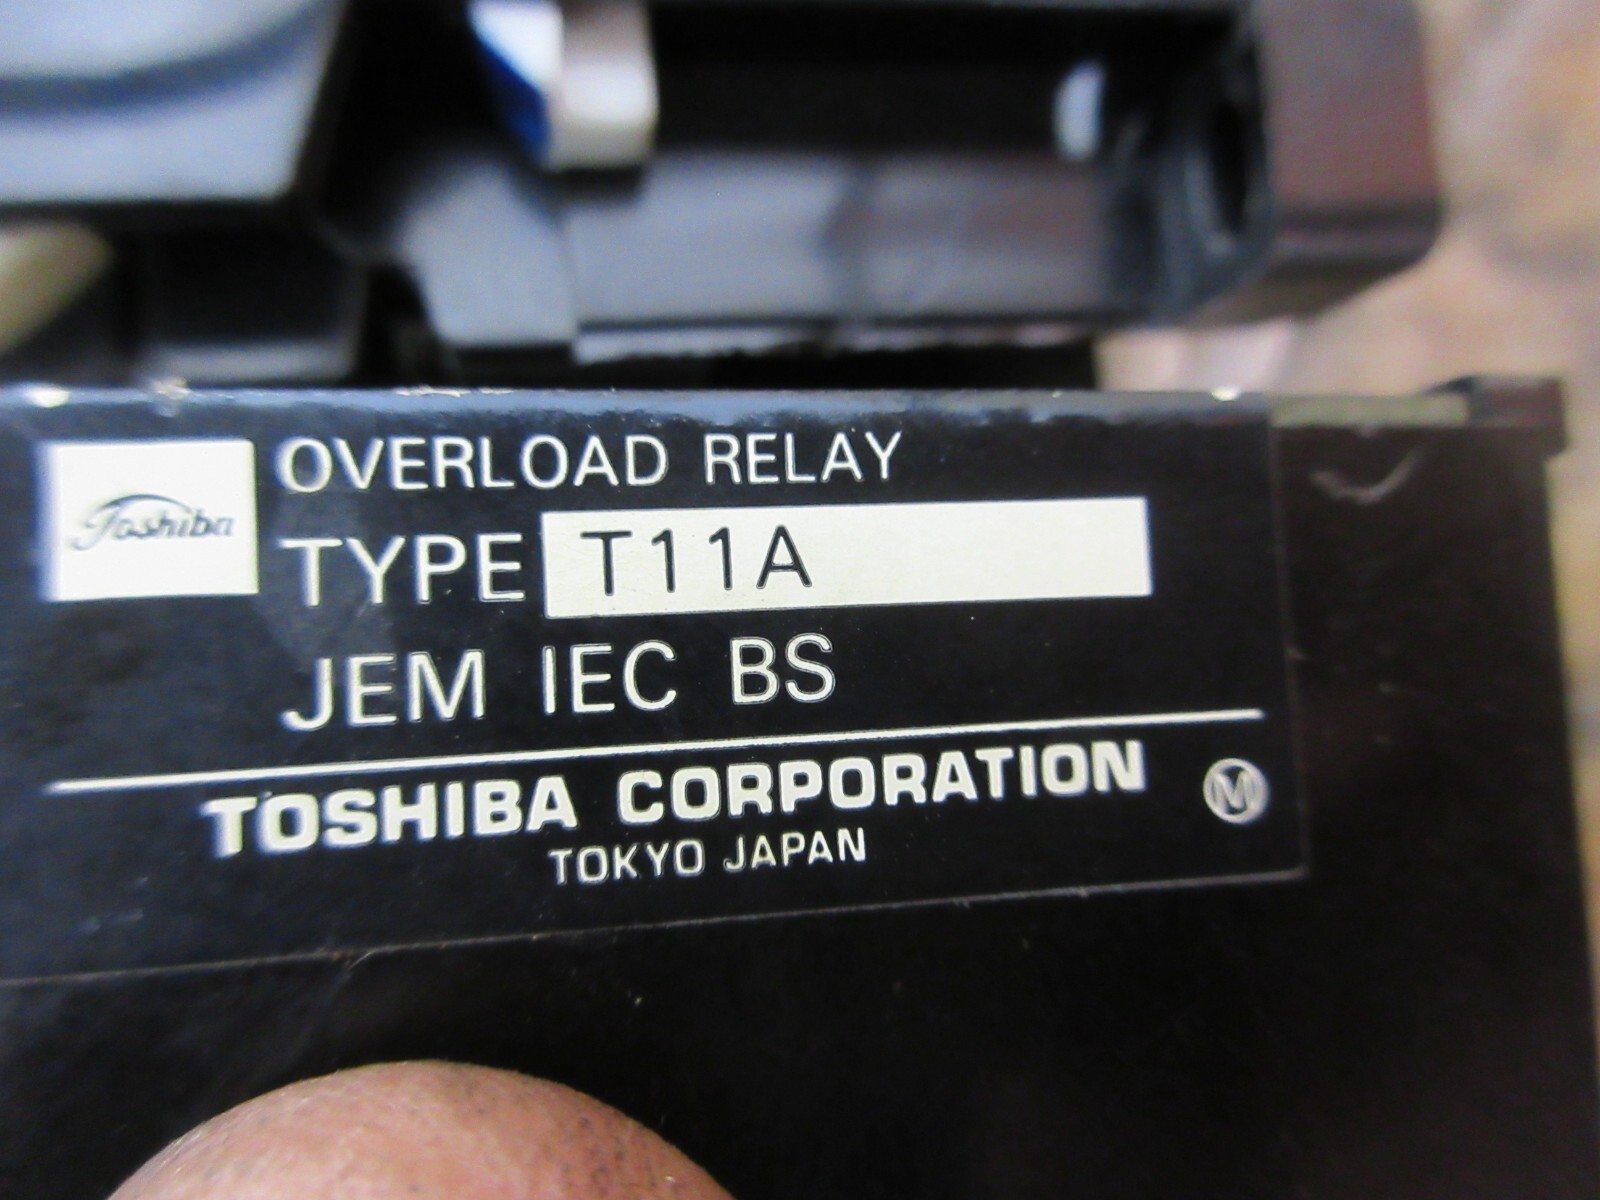 Toshiba
OVERLOAD RELAY
TYPE T11A
JEM IEC BS
TOSHIBA CORPORATION
M
TOKYO JAPAN